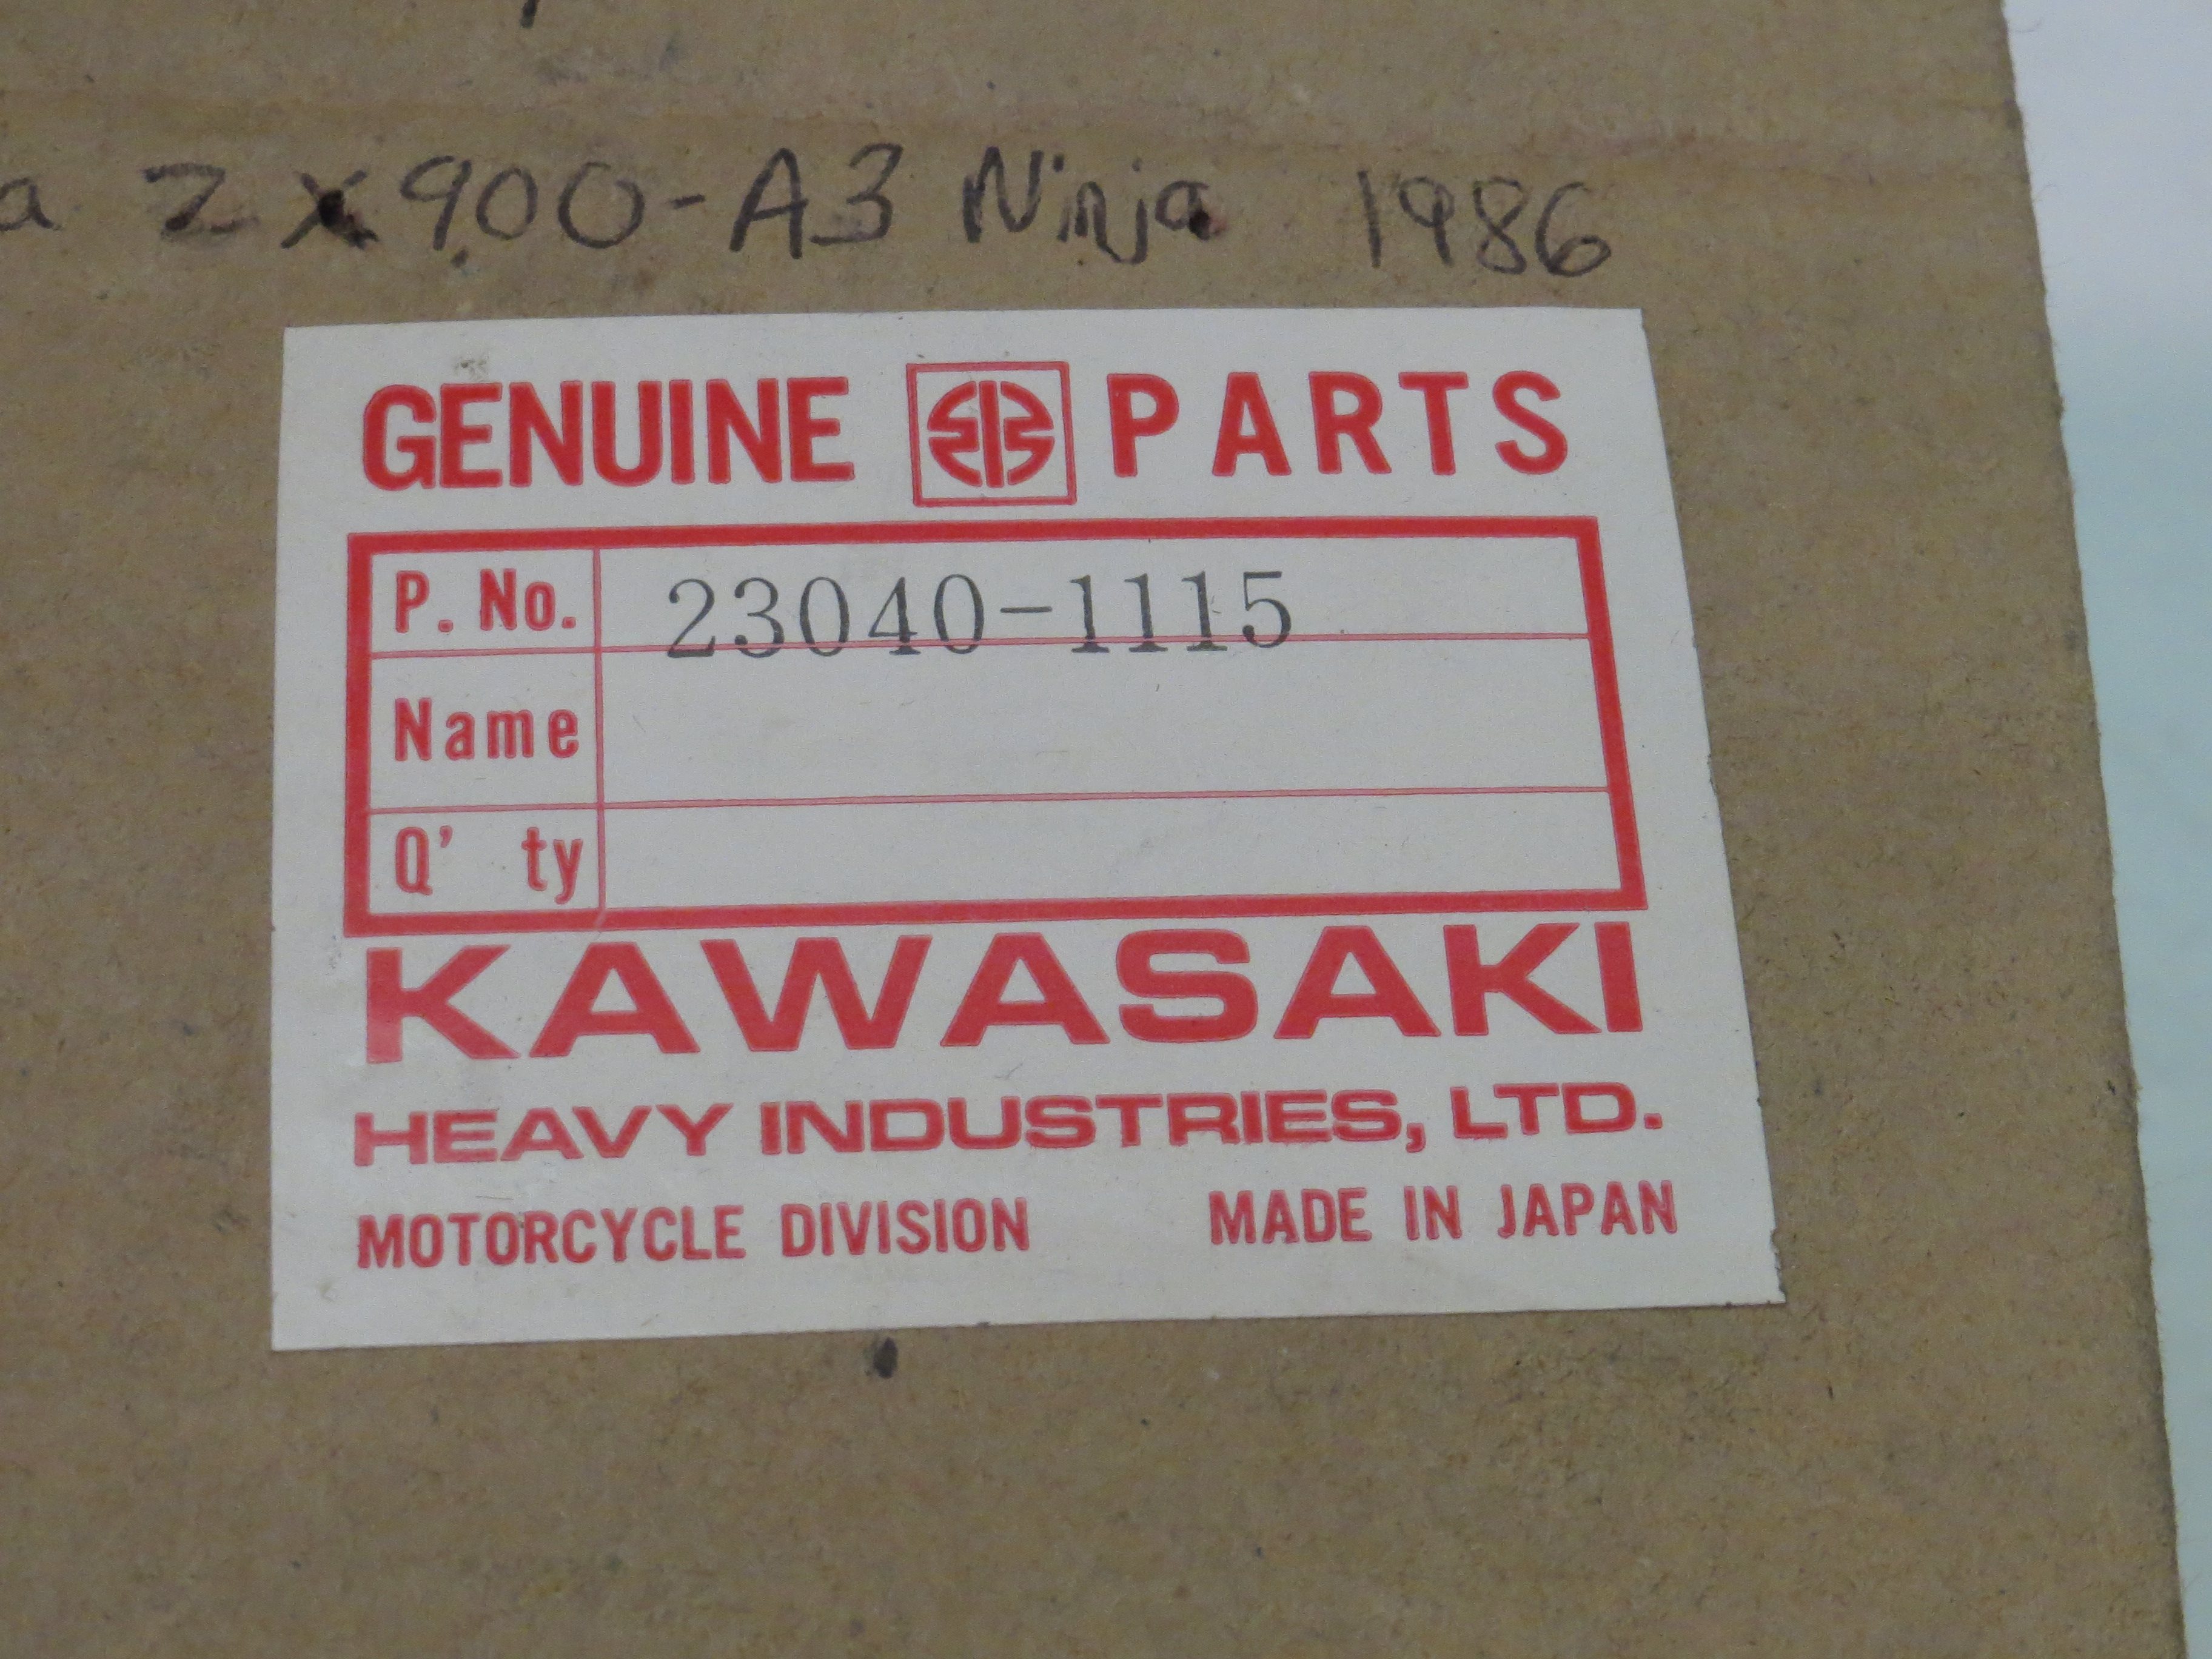 a ZX900-A3 Ninja 1986
GENUINE PARTS
P. No. 23040-1115
Name
Q' ty
KAWASAKI
HEAVY INDUSTRIES, LTD.
MOTORCYCLE DIVISION MADE IN JAPAN